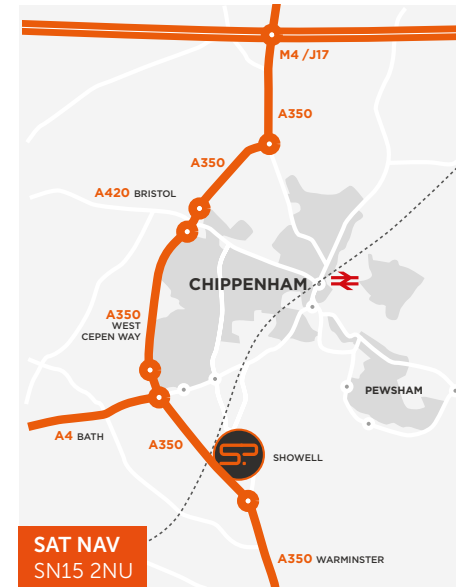 M4 /J17
A350
A350
A420 BRISTOL
CHIPPENHAM
A350
WEST
CEPEN WAY
PEWSHAM
A4 BATH
A350
SP
SHOWELL
SAT NAV
SN15 2NU
A350 WARMINSTER